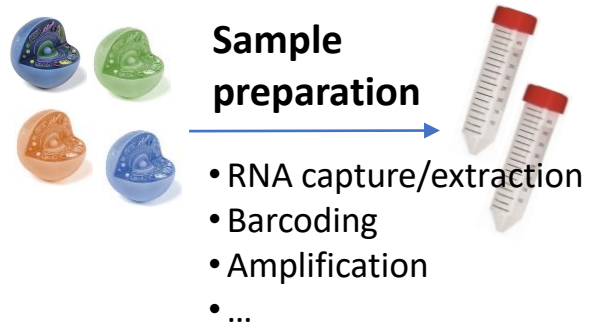 Sample
preparation
• RNA capture/extraction
• Barcoding
• Amplification
• …